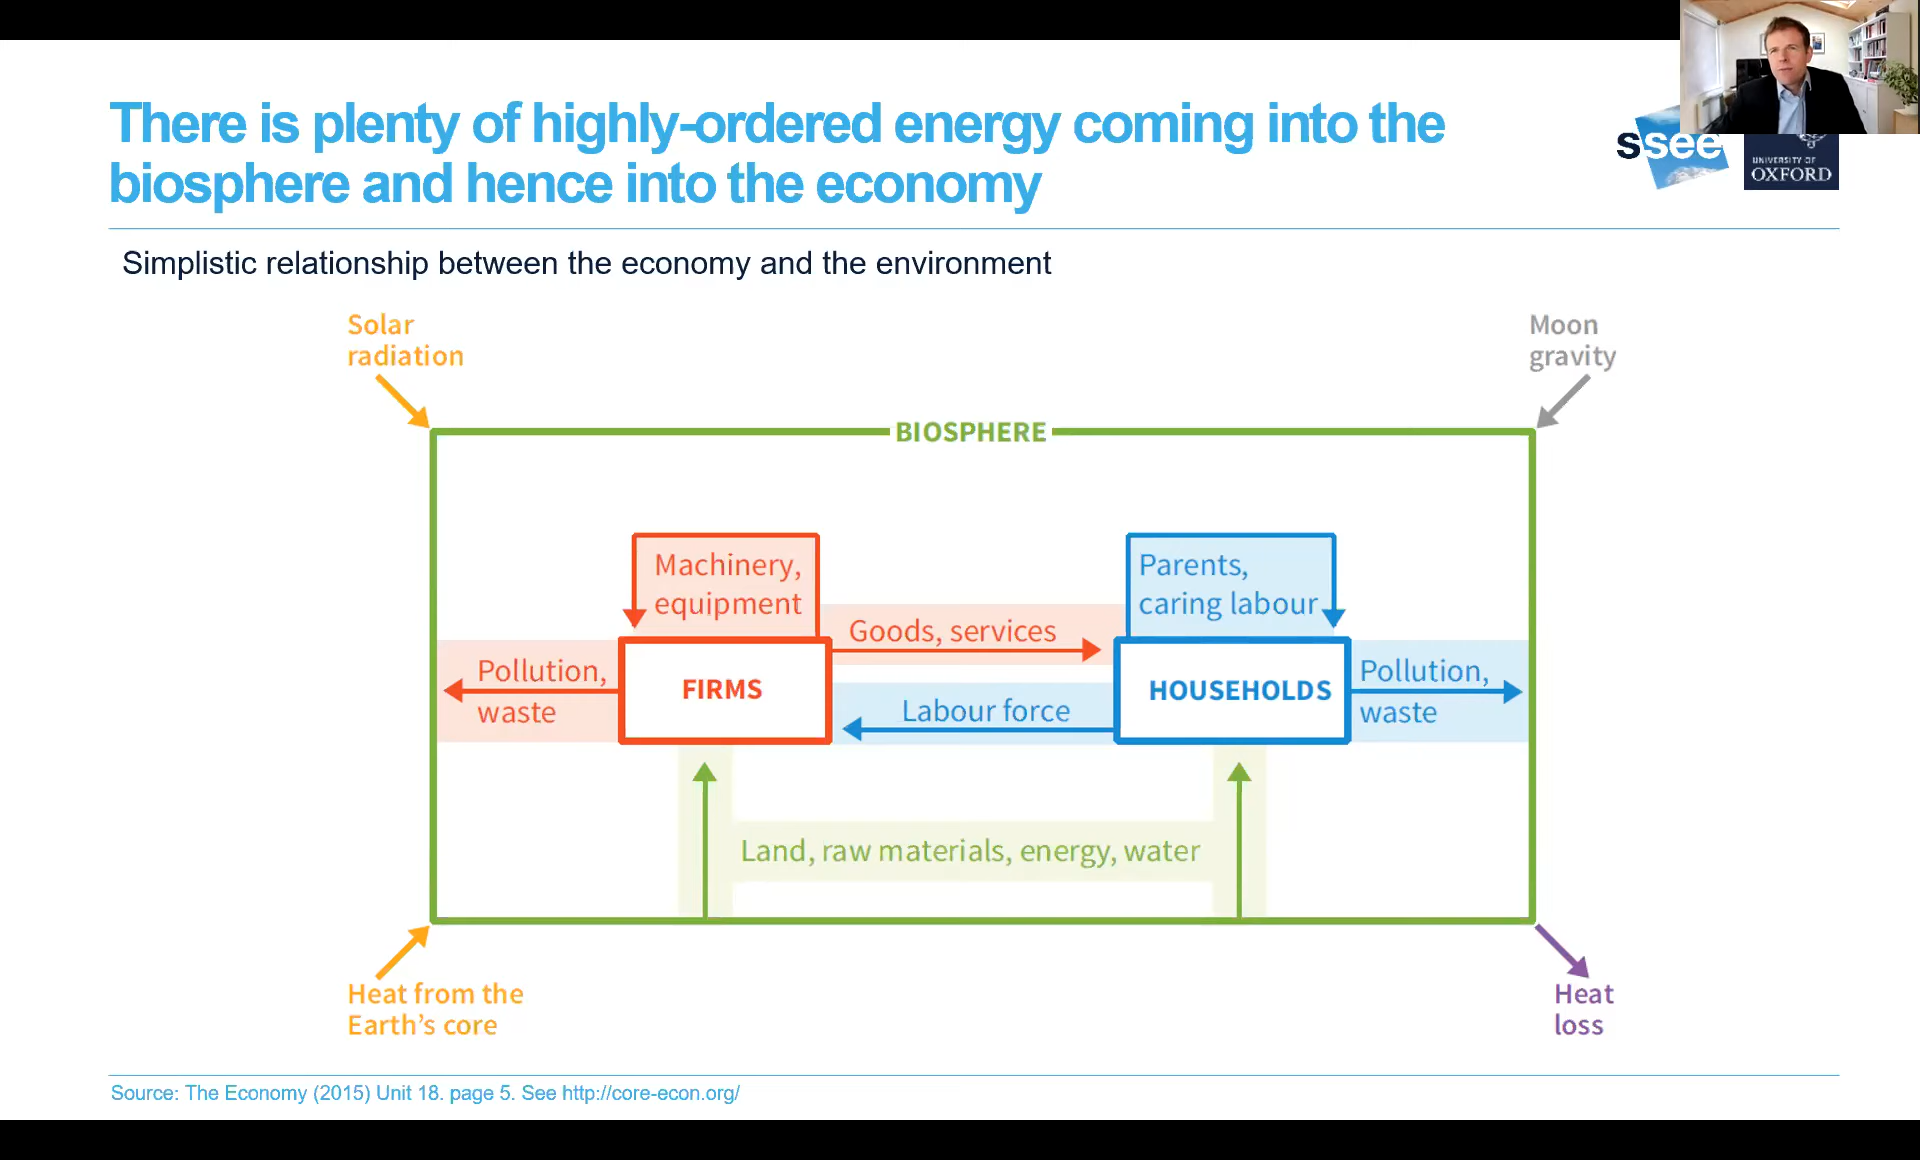 There is plenty of highly-ordered energy coming into the
biosphere and hence into the economy
ssee
UNIVERSITY OF
OXFORD
Simplistic relationship between the economy and the environment
Solar
radiation
Moon
gravity
BIOSPHERE
Machinery,
equipment
Parents,
caring labour
Goods, services
Pollution,
waste
FIRMS
Labour force
HOUSEHOLDS
Pollution,
waste
Land, raw materials, energy, water
Heat from the
Earth's core
Heat
loss
Source: The Economy (2015) Unit 18. page 5. See http://core-econ.org/